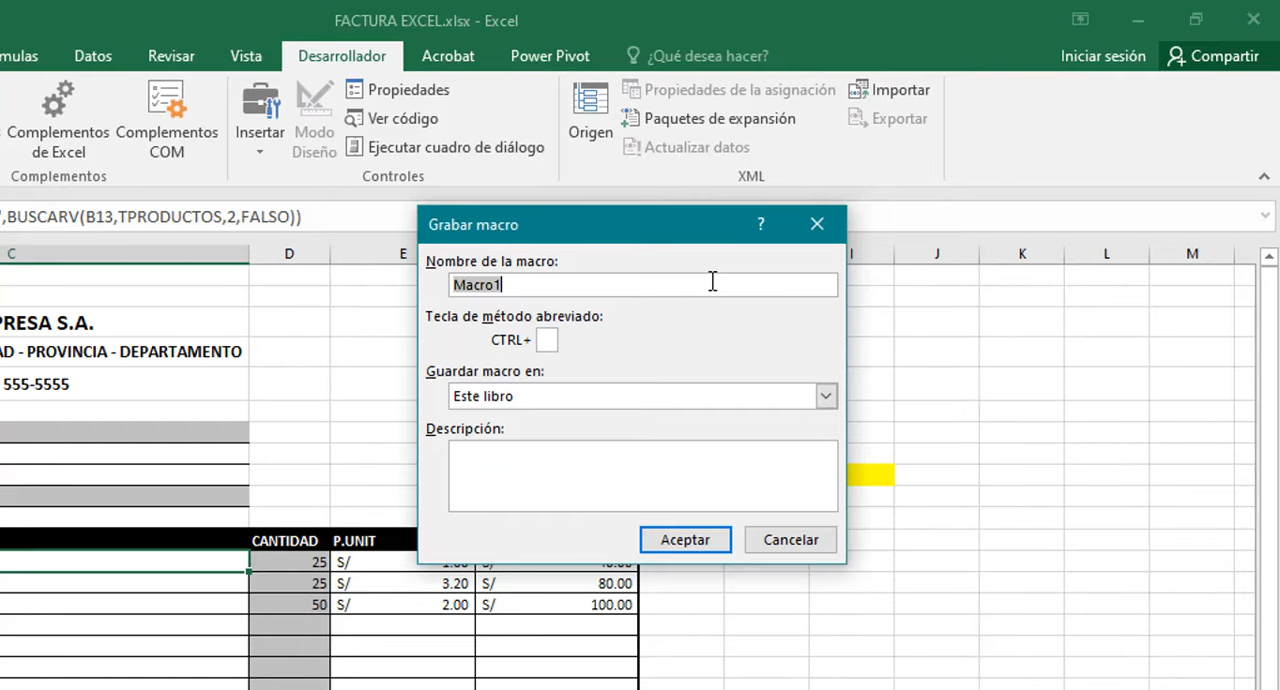 FACTURA EXCEL.xlsx - Excel
mulas Datos Revisar Vista Desarrollador Acrobat Power Pivot ¿Qué desea hacer? Iniciar sesión Compartir
Complementos de Excel
Complementos COM
Complementos
Insertar
Modo Diseño
Propiedades
Ver código
Ejecutar cuadro de diálogo
Controles
Origen
Propiedades de la asignación
Paquetes de expansión
Actualizar datos
Importar
Exportar
XML
,BUSCARV(B13,TPRODUCTOS,2,FALSO))
C D E I J K L M
PRESA S.A.
AD - PROVINCIA - DEPARTAMENTO
555-5555
Grabar macro ?
Nombre de la macro:
Macro1
Tecla de método abreviado:
CTRL+
Guardar macro en:
Este libro
Descripción:
Aceptar Cancelar
CANTIDAD P.UNIT
25 S/
25 S/ 3.20 S/ 80.00
50 S/ 2.00 S/ 100.00